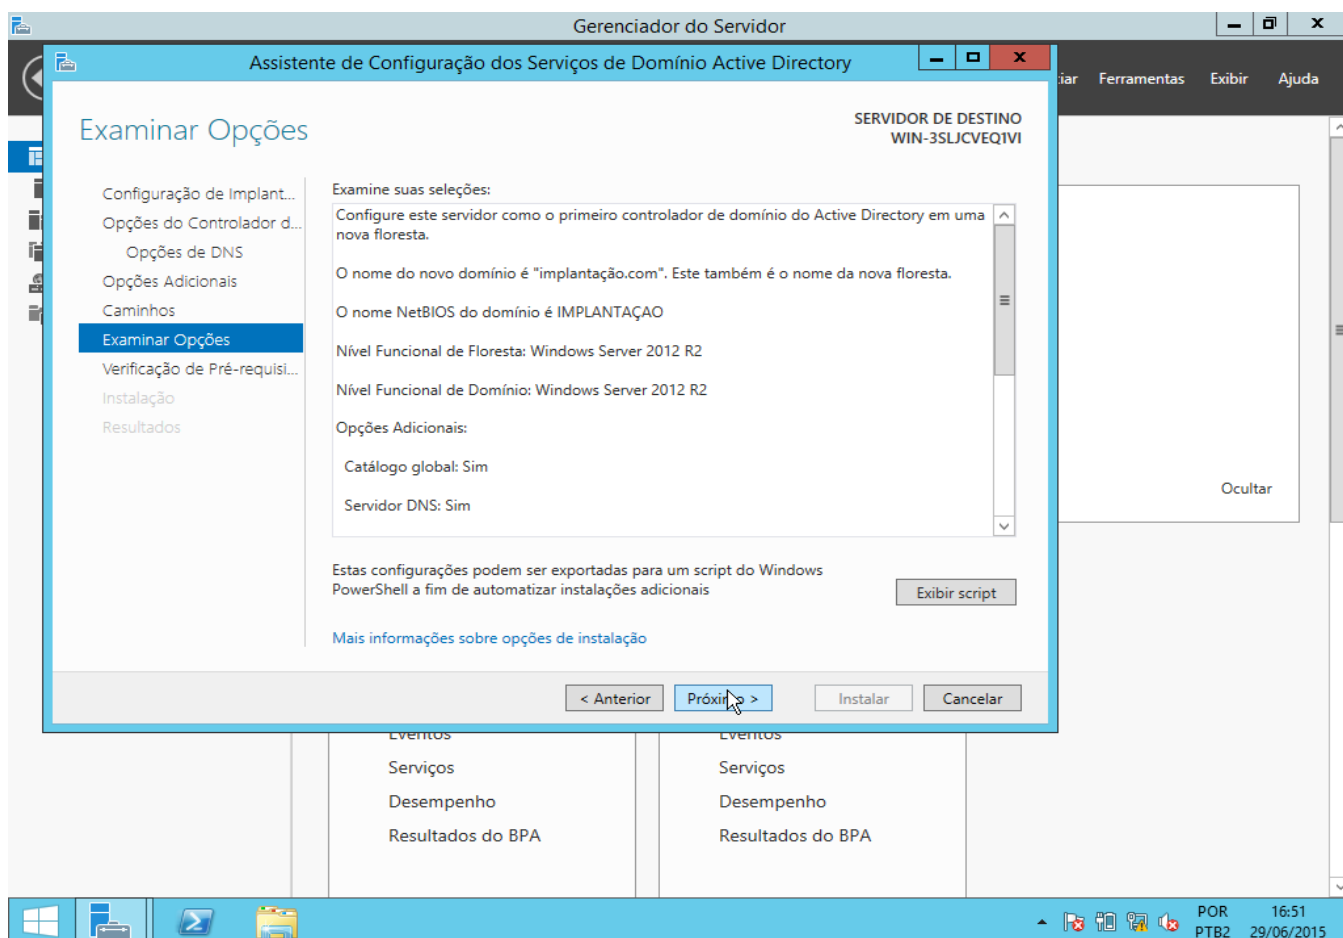 Gerenciador do Servidor
Assistente de Configuração dos Serviços de Domínio Active Directory
Ferramentas
Exibir
Ajuda
Examinar Opções
SERVIDOR DE DESTINO
WIN-3SLJCVEQ1VI
Configuração de Implant...
Opções do Controlador d...
Opções de DNS
Opções Adicionais
Caminhos
Examinar Opções
Verificação de Pré-requisi...
Instalação
Resultados
Examine suas seleções:
Configure este servidor como o primeiro controlador de domínio do Active Directory em uma
nova floresta.
O nome do novo domínio é "implantação.com". Este também é o nome da nova floresta.
O nome NetBIOS do domínio é IMPLANTAÇAO
Nível Funcional de Floresta: Windows Server 2012 R2
Nível Funcional de Domínio: Windows Server 2012 R2
Opções Adicionais:
Catálogo global: Sim
Servidor DNS: Sim
Estas configurações podem ser exportadas para um script do Windows
PowerShell a fim de automatizar instalações adicionais
Exibir script
Mais informações sobre opções de instalação
< Anterior
Próximo >
Instalar
Cancelar
Ocultar
Eventos
Serviços
Desempenho
Resultados do BPA
Eventos
Serviços
Desempenho
Resultados do BPA
POR
PTB2
16:51
29/06/2015